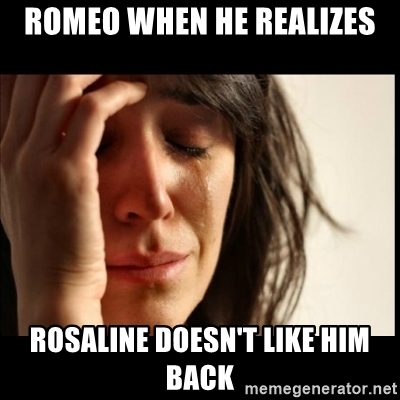 ROMEO WHEN HE REALIZES
ROSALINE DOESN'T LIKE HIM
BACK
memegenerator.net